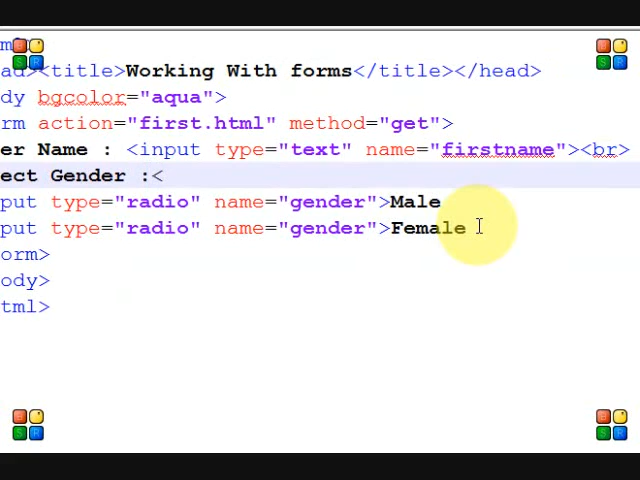 ml>
ad><title>Working With forms</title></head>
dy bgcolor="aqua">
rm action="first.html" method="get">
er Name : <input type="text" name="firstname"><br>
ect Gender :<
put type="radio" name="gender">Male
put type="radio" name="gender">Female
orm>
ody>
tml>